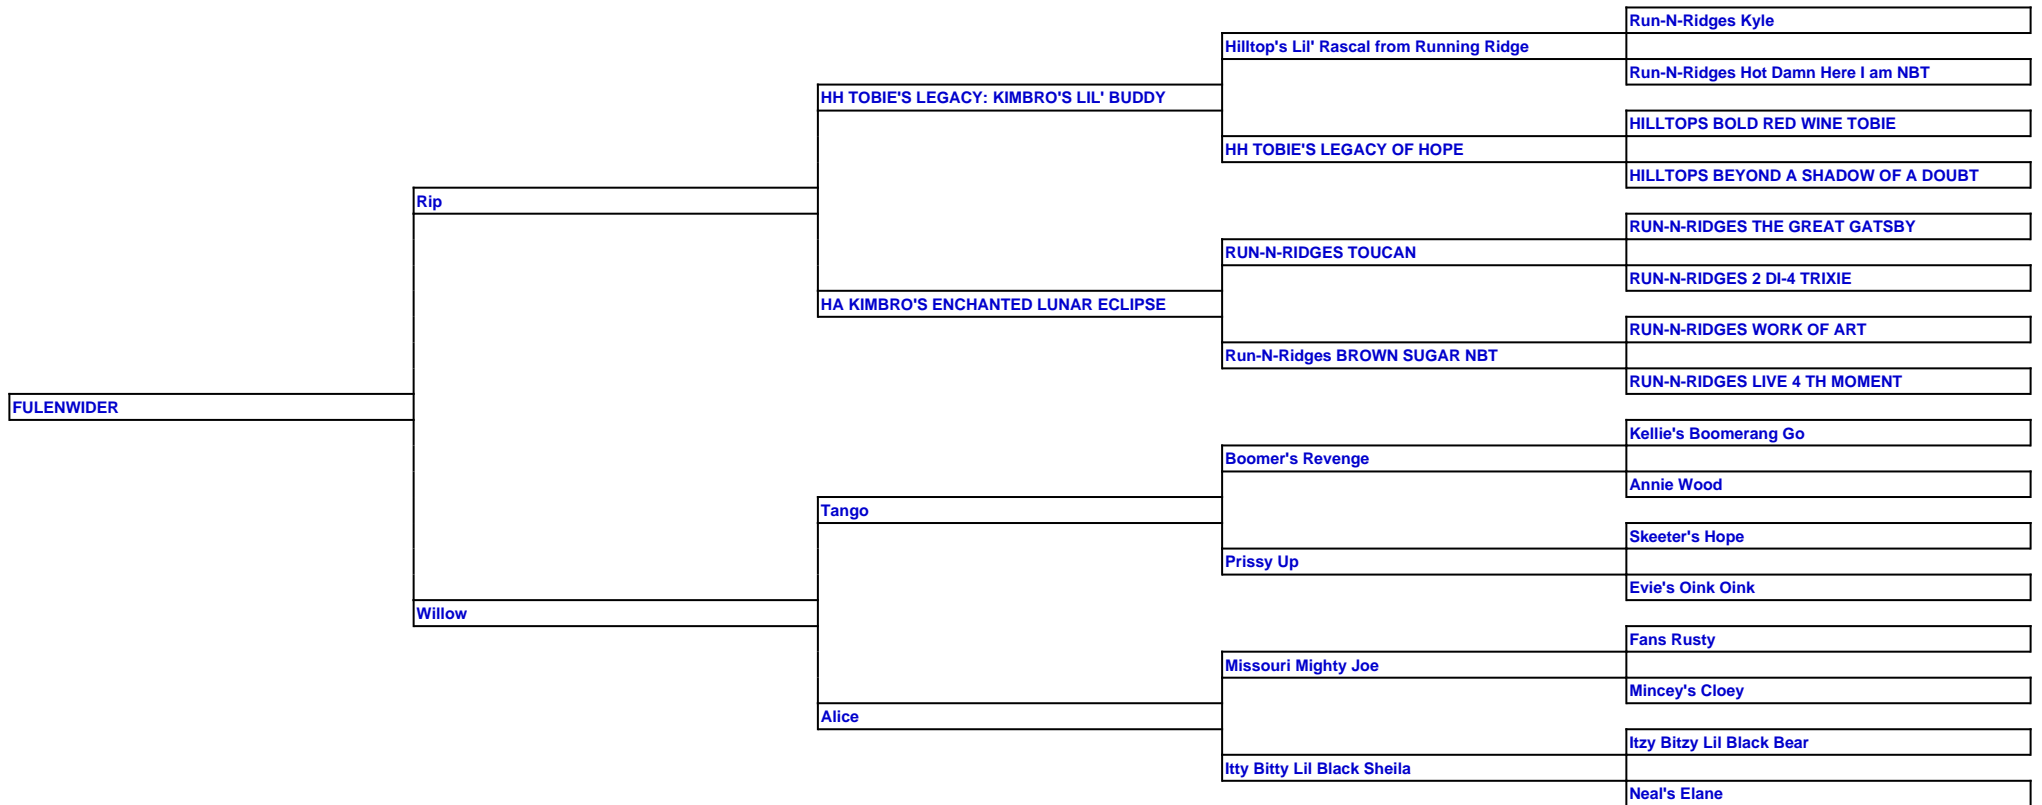 Run-N-Ridges Kyle
Hilltop's Lil' Rascal from Running Ridge
Run-N-Ridges Hot Damn Here I am NBT
HH TOBIE'S LEGACY: KIMBRO'S LIL' BUDDY
HILLTOPS BOLD RED WINE TOBIE
HH TOBIE'S LEGACY OF HOPE
HILLTOPS BEYOND A SHADOW OF A DOUBT
Rip
RUN-N-RIDGES THE GREAT GATSBY
RUN-N-RIDGES TOUCAN
RUN-N-RIDGES 2 DI-4 TRIXIE
HA KIMBRO'S ENCHANTED LUNAR ECLIPSE
RUN-N-RIDGES WORK OF ART
Run-N-Ridges BROWN SUGAR NBT
RUN-N-RIDGES LIVE 4 TH MOMENT
FULENWIDER
Kellie's Boomerang Go
Boomer's Revenge
Annie Wood
Tango
Skeeter's Hope
Prissy Up
Evie's Oink Oink
Willow
Fans Rusty
Missouri Mighty Joe
Mincey's Cloey
Alice
Itzy Bitzy Lil Black Bear
Itty Bitty Lil Black Sheila
Neal's Elane